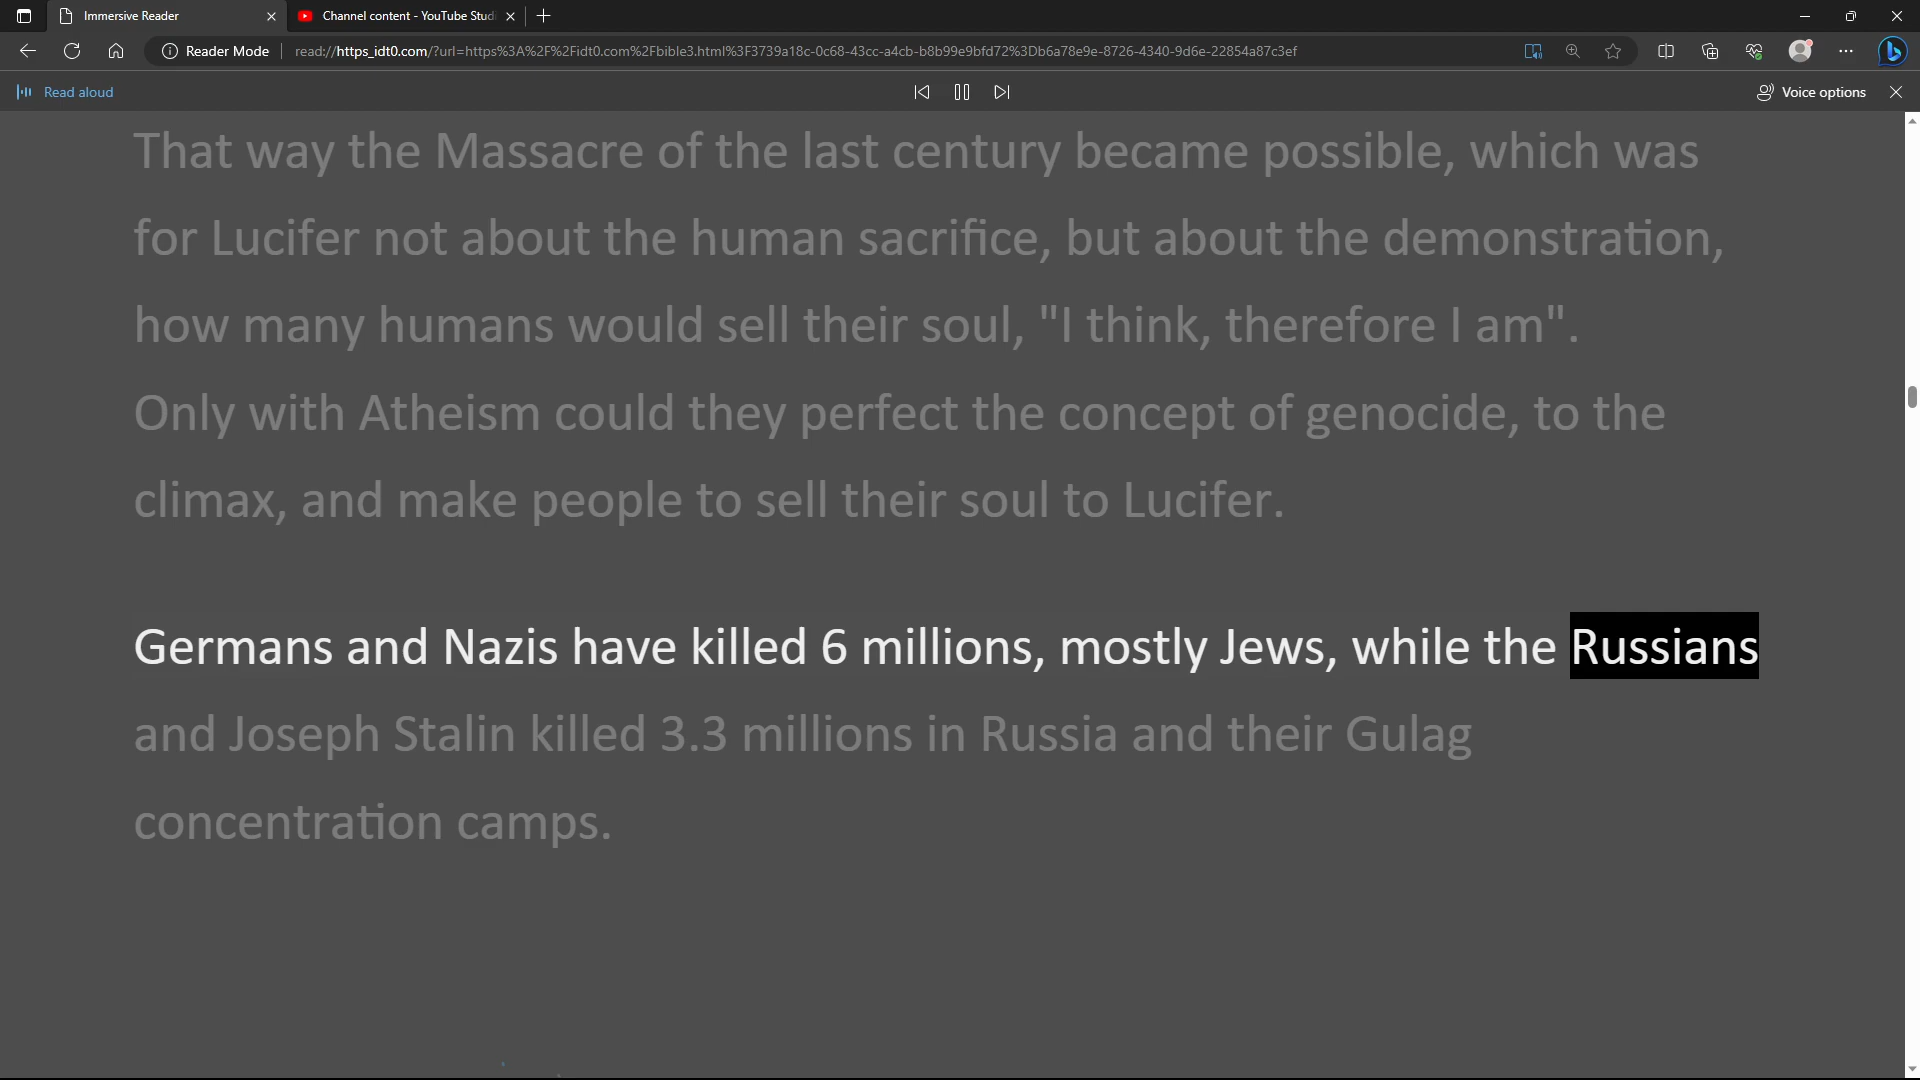 Immersive Reader
Channel content - YouTube Studi
Reader Mode
read://https_idt0.com/?url=https%3A%2F%2Fidt0.com%2Fbible3.html%3F3739a18c-0c68-43cc-a4cb-b8b99e9bfd72%3Db6a78e9e-8726-4340-9d6e-22854a87c3ef
Read aloud
Voice options
That way the Massacre of the last century became possible, which was
for Lucifer not about the human sacrifice, but about the demonstration,
how many humans would sell their soul, "I think, therefore I am".
Only with Atheism could they perfect the concept of genocide, to the
climax, and make people to sell their soul to Lucifer.
Germans and Nazis have killed 6 millions, mostly Jews, while the Russians
and Joseph Stalin killed 3.3 millions in Russia and their Gulag
concentration camps.